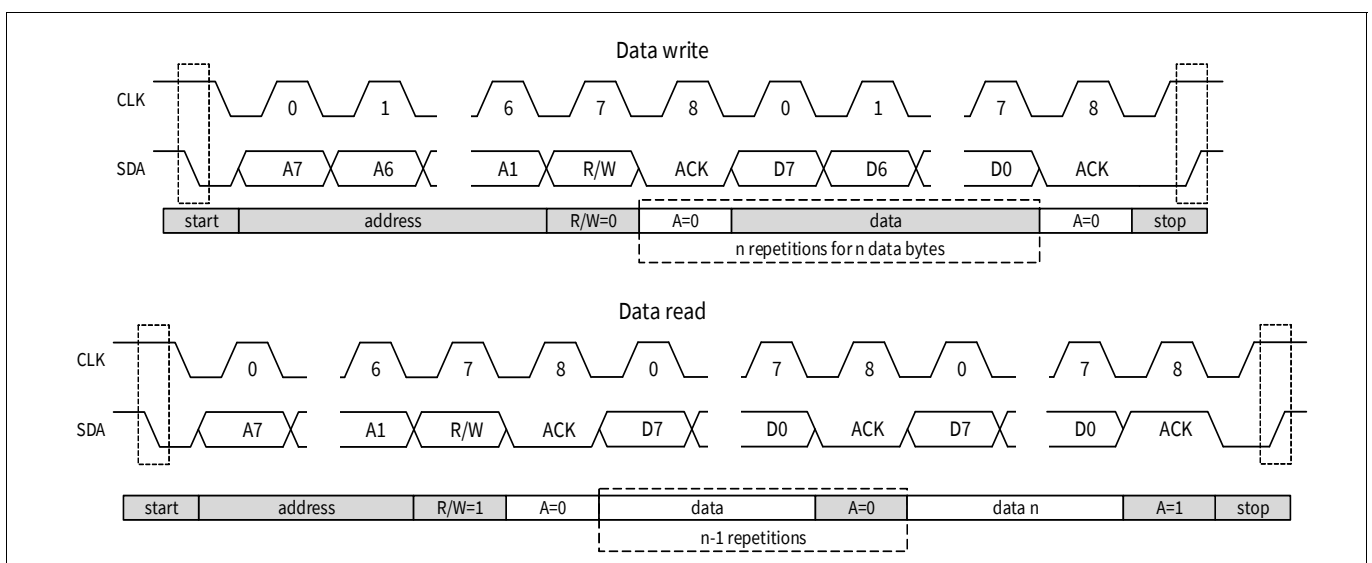 Data write
CLK 0 1 6 7 8 0 1 7 8
SDA A7 A6 A1 R/W ACK D7 D6 D0 ACK
start address R/W=0 A=0 data A=0 stop
n repetitions for n data bytes
Data read
CLK 0 6 7 8 0 7 8 0 7 8
SDA A7 A1 R/W ACK D7 D0 ACK D7 D0 ACK
start address R/W=1 A=0 data A=0 data n A=1 stop
n-1 repetitions